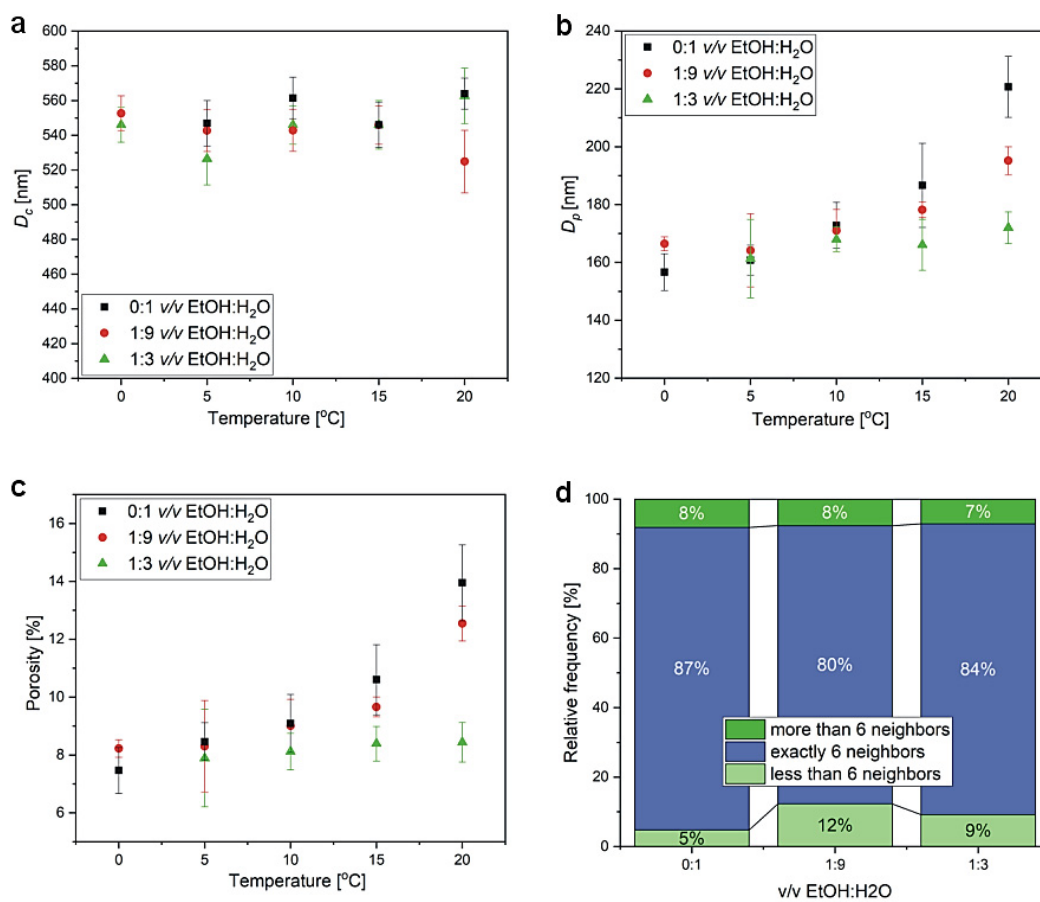 a
600
580
560
540
520
500
480
460
440
420
400
D_c [nm]
0:1 v/v EtOH:H₂O
1:9 v/v EtOH:H₂O
1:3 v/v EtOH:H₂O
0 5 10 15 20
Temperature [°C]
b
240
220
200
180
160
140
120
D_p [nm]
0:1 v/v EtOH:H₂O
1:9 v/v EtOH:H₂O
1:3 v/v EtOH:H₂O
0 5 10 15 20
Temperature [°C]
c
16
14
12
10
8
6
Porosity [%]
0:1 v/v EtOH:H₂O
1:9 v/v EtOH:H₂O
1:3 v/v EtOH:H₂O
0 5 10 15 20
Temperature [°C]
d
100
80
60
40
20
0
Relative frequency [%]
8% 8% 7%
87% 80% 84%
more than 6 neighbors
exactly 6 neighbors
less than 6 neighbors
5% 12% 9%
0:1 1:9 1:3
v/v EtOH:H2O